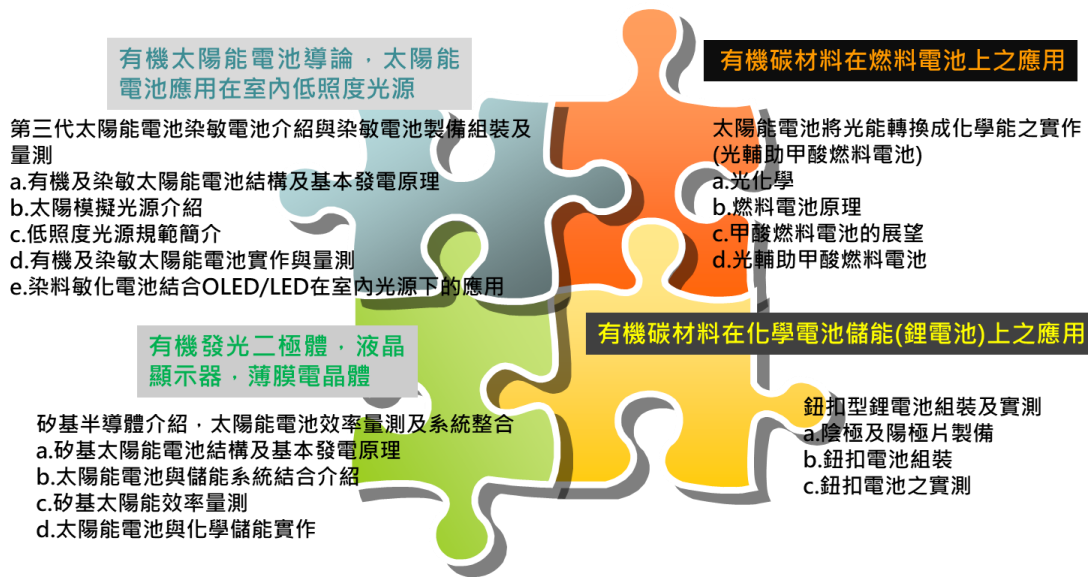 有機太陽能電池導論，太陽能
電池應用在室內低照度光源
第三代太陽能電池染敏電池介紹與染敏電池製備組裝及
量測
a.有機及染敏太陽能電池結構及基本發電原理
b.太陽模擬光源介紹
c.低照度光源規範簡介
d.有機及染敏太陽能電池實作與量測
e.染料敏化電池結合OLED/LED在室內光源下的應用
有機碳材料在燃料電池上之應用
太陽能電池將光能轉換成化學能之實作
(光輔助甲酸燃料電池)
a.光化學
b.燃料電池原理
c.甲酸燃料電池的展望
d.光輔助甲酸燃料電池
有機發光二極體，液晶
顯示器，薄膜電晶體
矽基半導體介紹，太陽能電池效率量測及系統整合
a.矽基太陽能電池結構及基本發電原理
b.太陽能電池與儲能系統結合介紹
c.矽基太陽能效率量測
d.太陽能電池與化學儲能實作
有機碳材料在化學電池儲能(鋰電池)上之應用
鈕扣型鋰電池組裝及實測
a.陰極及陽極片製備
b.鈕扣電池組裝
c.鈕扣電池之實測